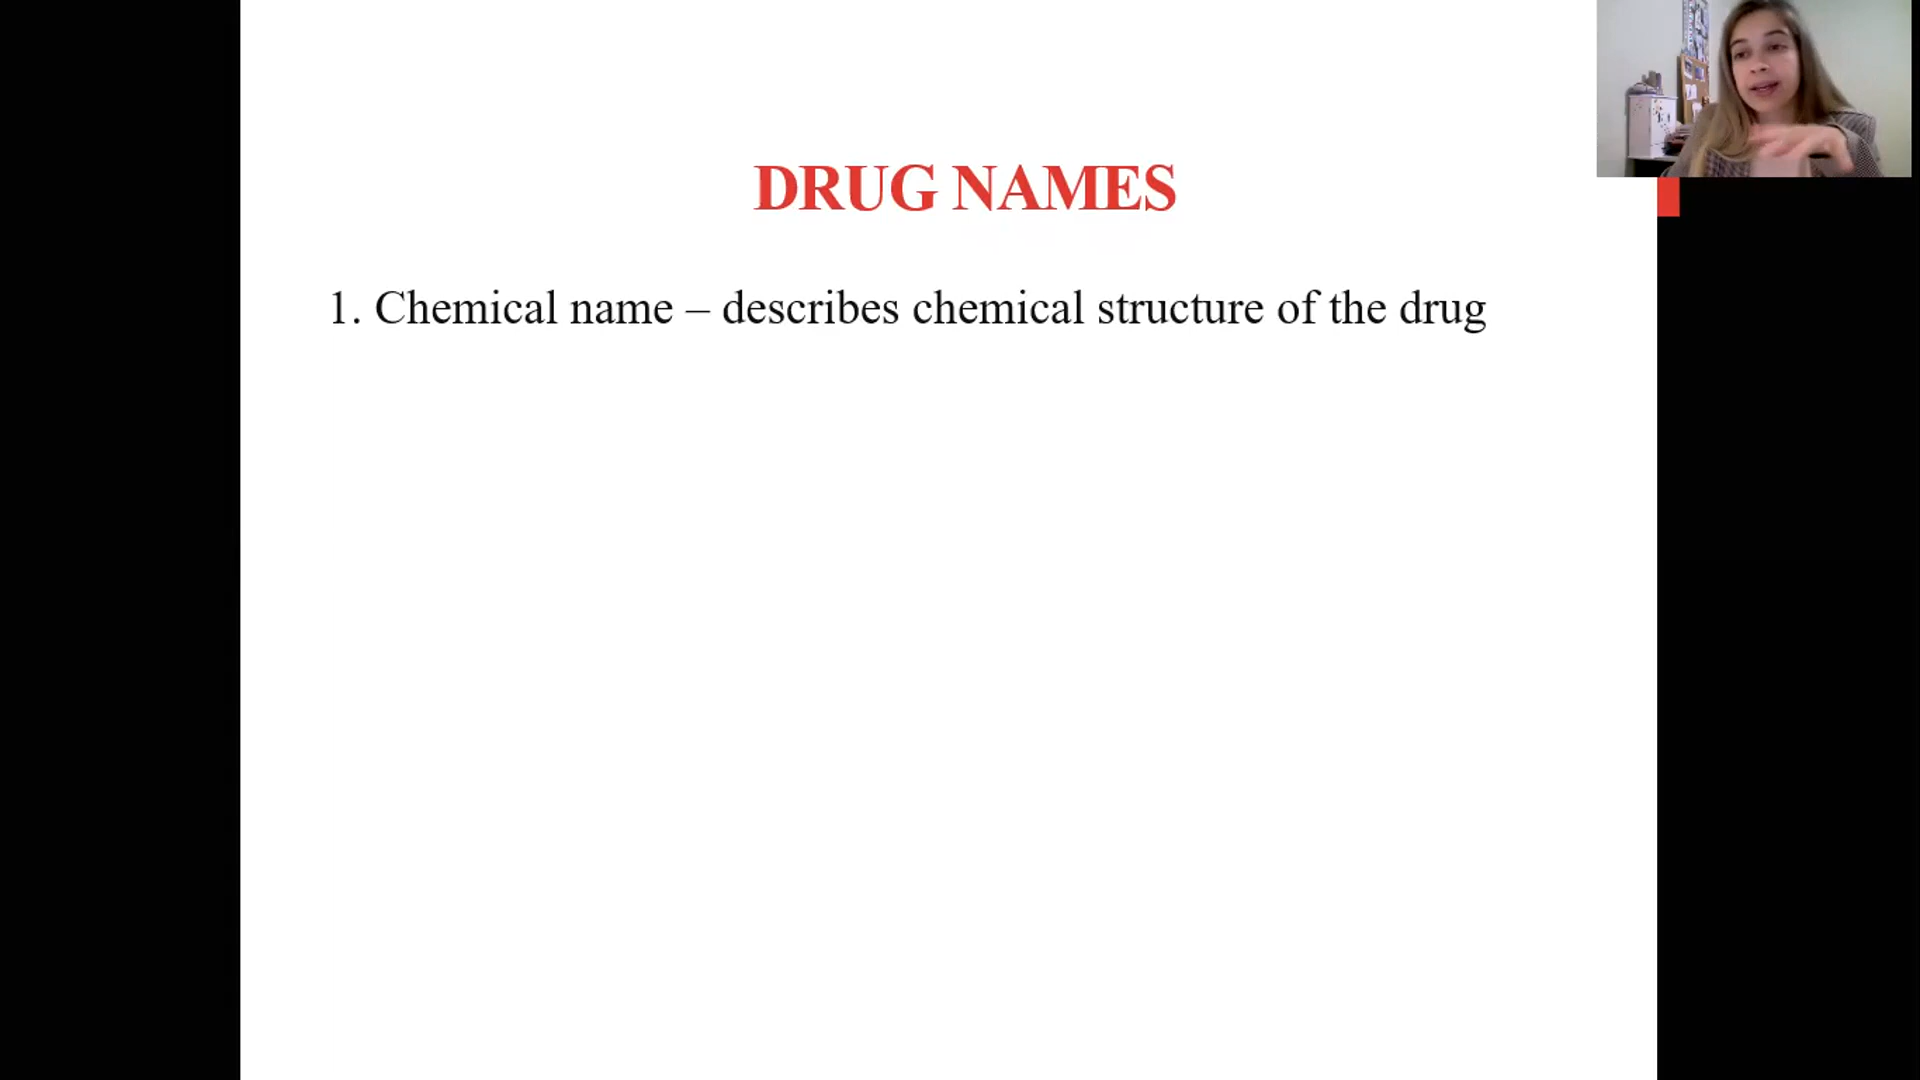 DRUG NAMES
1. Chemical name – describes chemical structure of the drug